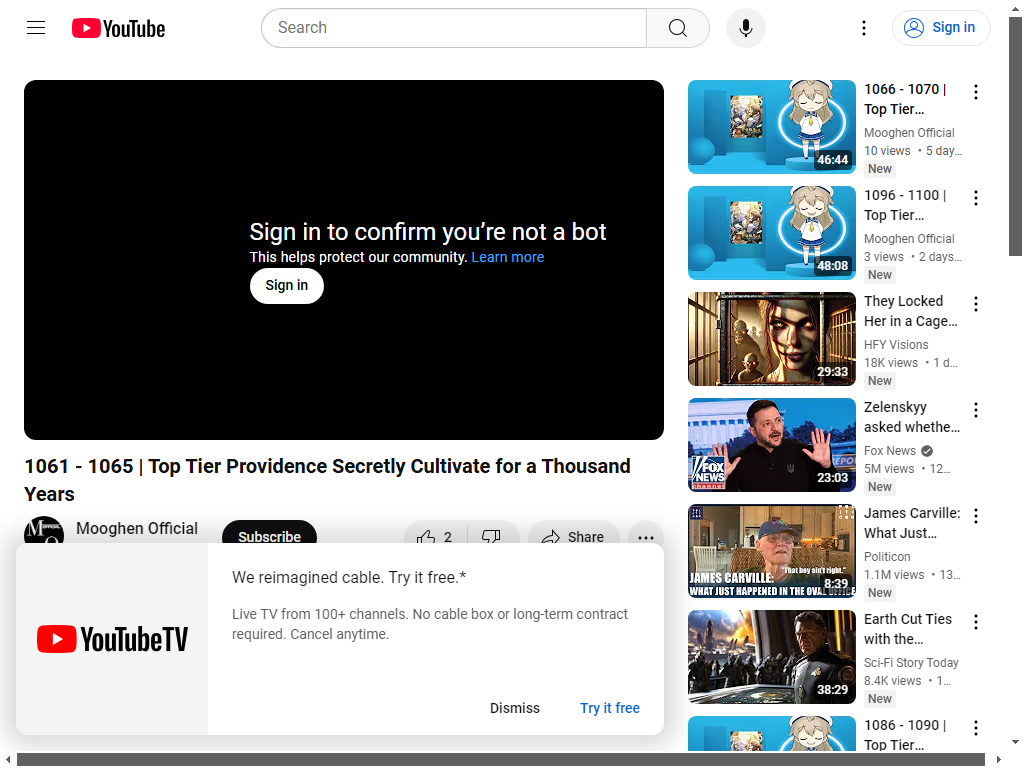 YouTube
Search
Sign in
Sign in to confirm you're not a bot
This helps protect our community. Learn more
Sign in
1061 - 1065 | Top Tier Providence Secretly Cultivate for a Thousand
Years
Mooghen Official
Subscribe
2
Share
YouTubeTV
We reimagined cable. Try it free.*
Live TV from 100+ channels. No cable box or long-term contract
required. Cancel anytime.
Dismiss
Try it free
46:44
1066 - 1070 |
Top Tier…
Mooghen Official
10 views • 5 day…
New
48:08
1096 - 1100 |
Top Tier…
Mooghen Official
3 views • 2 days…
New
29:33
They Locked
Her in a Cage…
HFY Visions
18K views • 1 d…
New
FOX
NEWS
channel
23:03
Zelenskyy
asked whethe…
Fox News
5M views • 12…
New
"That boy ain't right."
JAMES CARVILLE:
WHAT JUST HAPPENED IN THE OVAL OFFICE
8:39
James Carville:
What Just…
Politicon
1.1M views • 13…
New
38:29
Earth Cut Ties
with the…
Sci-Fi Story Today
8.4K views • 1…
New
1086 - 1090 |
Top Tier…